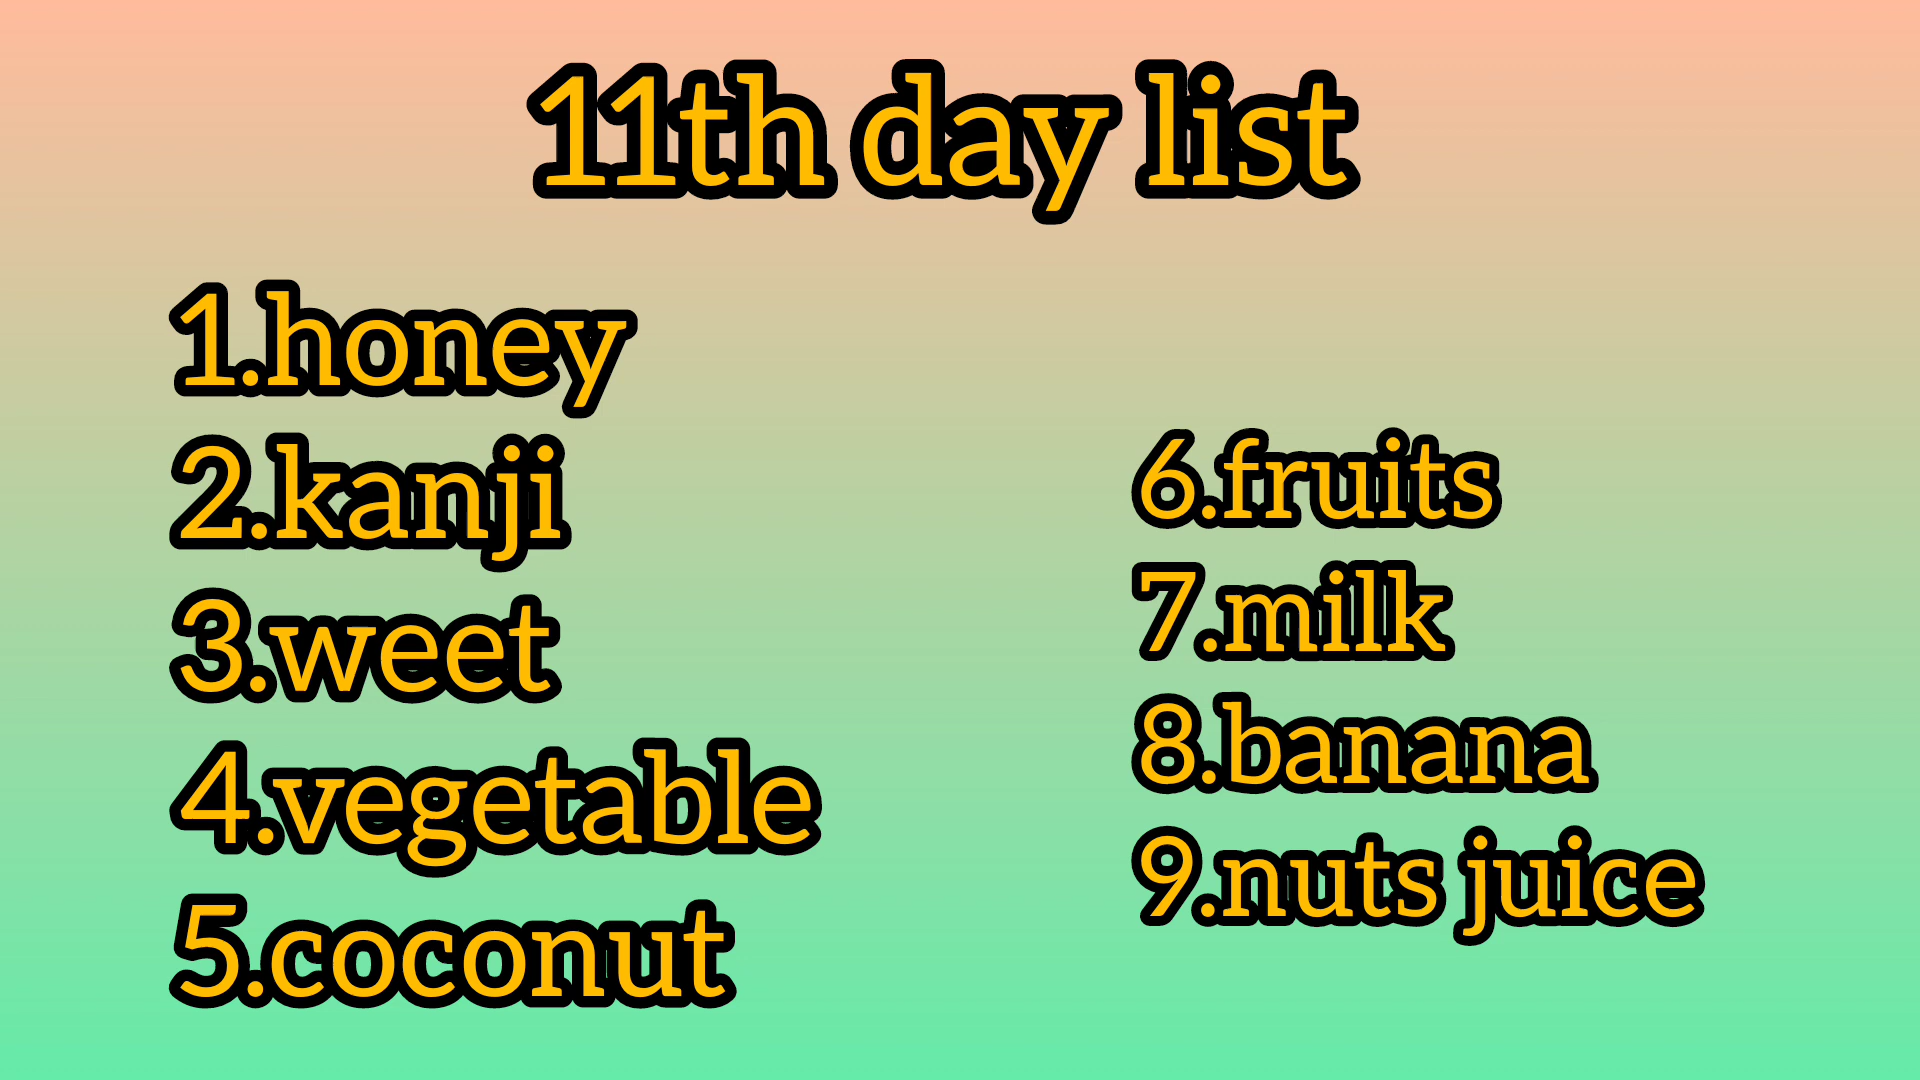 11th day list
1.honey
2.kanji
3.weet
4.vegetable
5.coconut
6.fruits
7.milk
8.banana
9.nuts juice